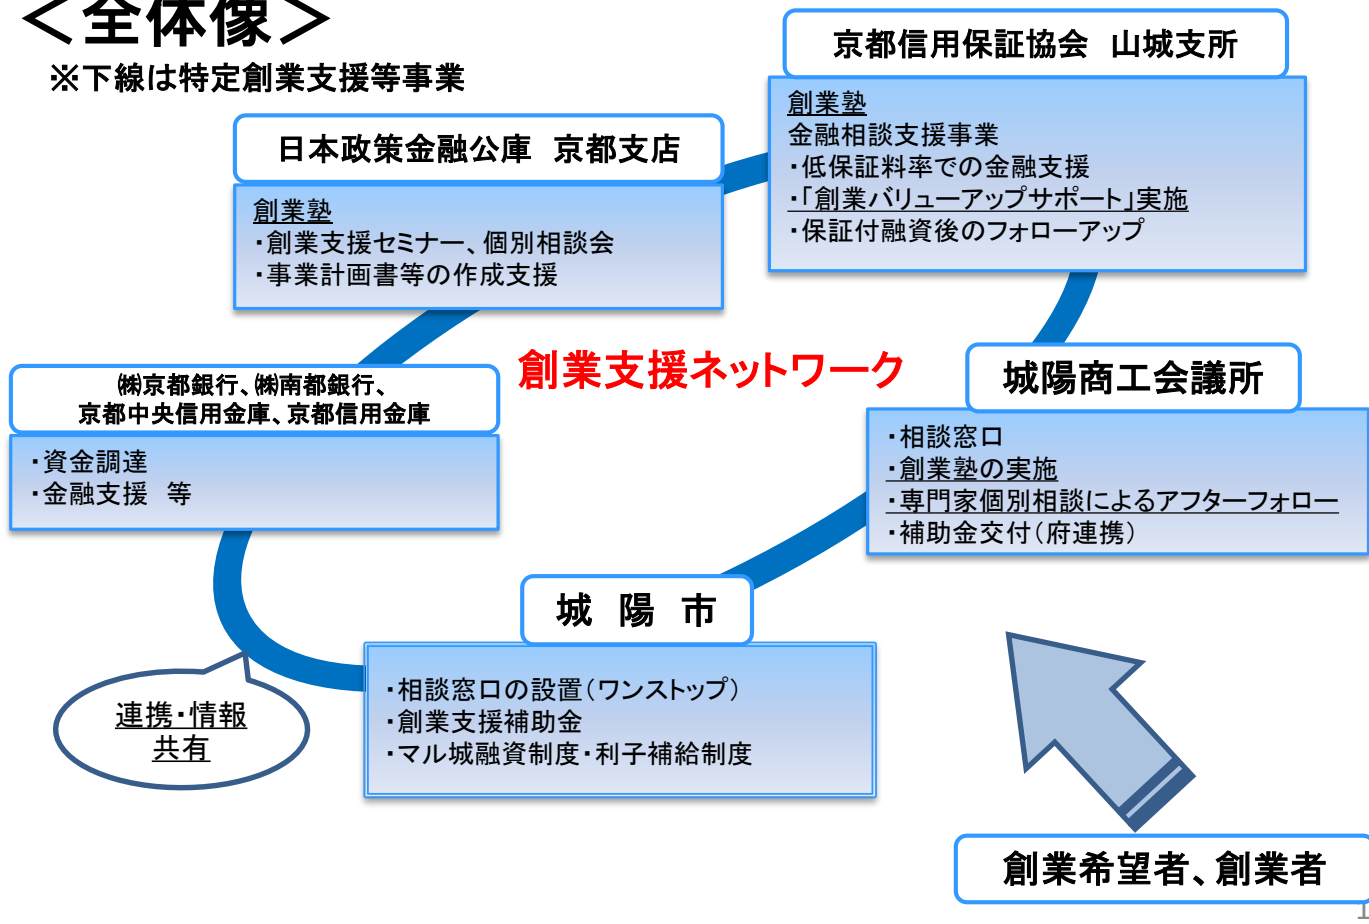 ＜全体像＞
※下線は特定創業支援等事業
京都信用保証協会　山城支所
創業塾
金融相談支援事業
・低保証料率での金融支援
・「創業バリューアップサポート」実施
・保証付融資後のフォローアップ
日本政策金融公庫　京都支店
創業塾
・創業支援セミナー、個別相談会
・事業計画書等の作成支援
創業支援ネットワーク
㈱京都銀行、㈱南都銀行、
京都中央信用金庫、京都信用金庫
・資金調達
・金融支援　等
城陽商工会議所
・相談窓口
・創業塾の実施
・専門家個別相談によるアフターフォロー
・補助金交付（府連携）
城　陽　市
・相談窓口の設置（ワンストップ）
・創業支援補助金
・マル城融資制度・利子補給制度
連携・情報
共有
創業希望者、創業者
1